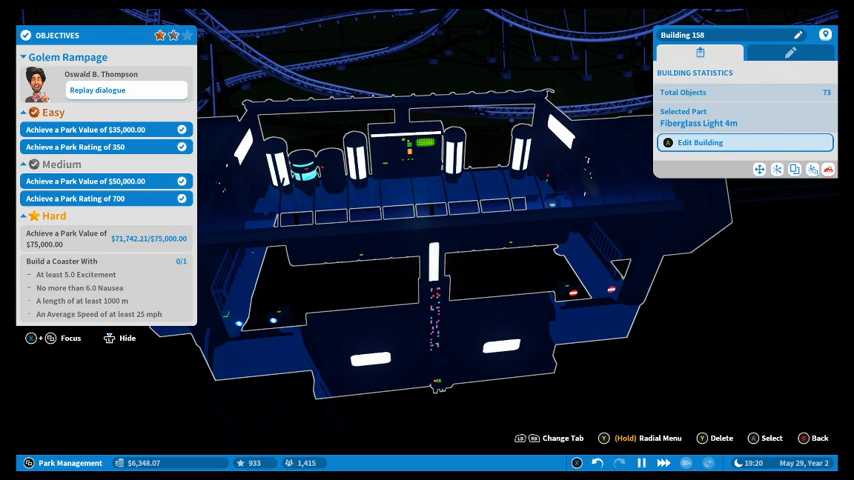 OBJECTIVES
Golem Rampage
Oswald B. Thompson
Replay dialogue
Easy
Achieve a Park Value of $35,000.00
Achieve a Park Rating of 350
Medium
Achieve a Park Value of $50,000.00
Achieve a Park Rating of 700
Hard
Achieve a Park Value of $75,000.00
$71,742.21/$75,000.00
Build a Coaster With 0/1
- At least 5.0 Excitement
- No more than 6.0 Nausea
- A length of at least 1000 m
- An Average Speed of at least 25 mph
X + Focus
Hide
Building 158
BUILDING STATISTICS
Total Objects 73
Selected Part
Fiberglass Light 4m
A Edit Building
LB RB Change Tab
Y (Hold) Radial Menu
Y Delete
A Select
B Back
Park Management
$6,348.07
933
1,415
X
19:20
May 29, Year 2